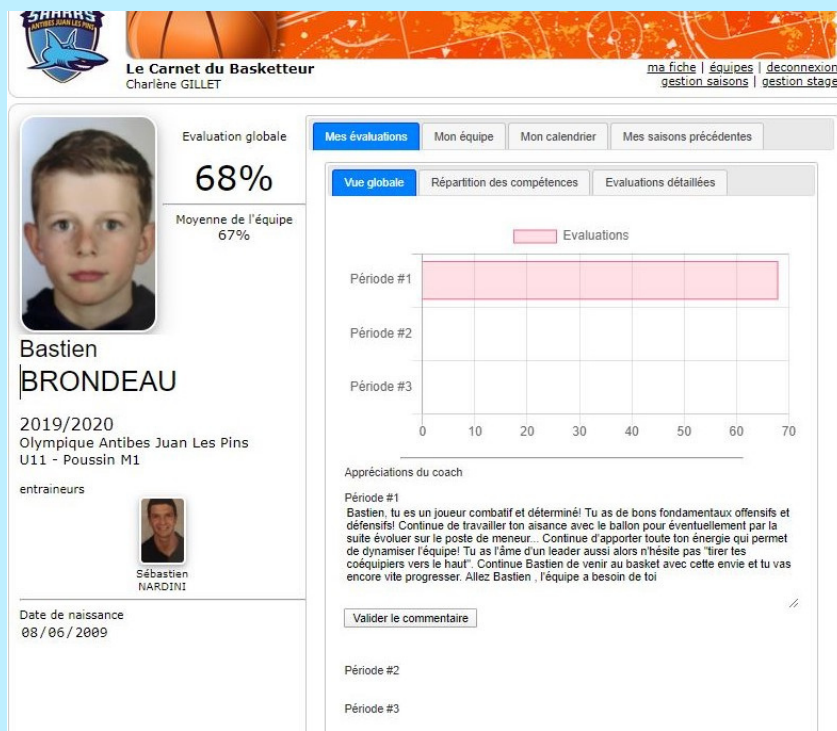 SHARKS
ANTIBES JUAN LES PINS
Le Carnet du Basketteur
Charlène GILLET
ma fiche | équipes | deconnexion
gestion saisons | gestion stage
Evaluation globale
68%
Moyenne de l'équipe
67%
Bastien
BRONDEAU
2019/2020
Olympique Antibes Juan Les Pins
U11 - Poussin M1
entraineurs
Sébastien
NARDINI
Date de naissance
08/06/2009
Mes évaluations
Mon équipe
Mon calendrier
Mes saisons précédentes
Vue globale
Répartition des compétences
Evaluations détaillées
Evaluations
Période #1
Période #2
Période #3
0 10 20 30 40 50 60 70
Appréciations du coach
Période #1
Bastien, tu es un joueur combatif et déterminé! Tu as de bons fondamentaux offensifs et
défensifs! Continue de travailler ton aisance avec le ballon pour éventuellement par la
suite évoluer sur le poste de meneur... Continue d'apporter toute ton énergie qui permet
de dynamiser l'équipe! Tu as l'âme d'un leader aussi alors n'hésite pas "tirer tes
coéquipiers vers le haut". Continue Bastien de venir au basket avec cette envie et tu vas
encore vite progresser. Allez Bastien , l'équipe a besoin de toi
Valider le commentaire
Période #2
Période #3